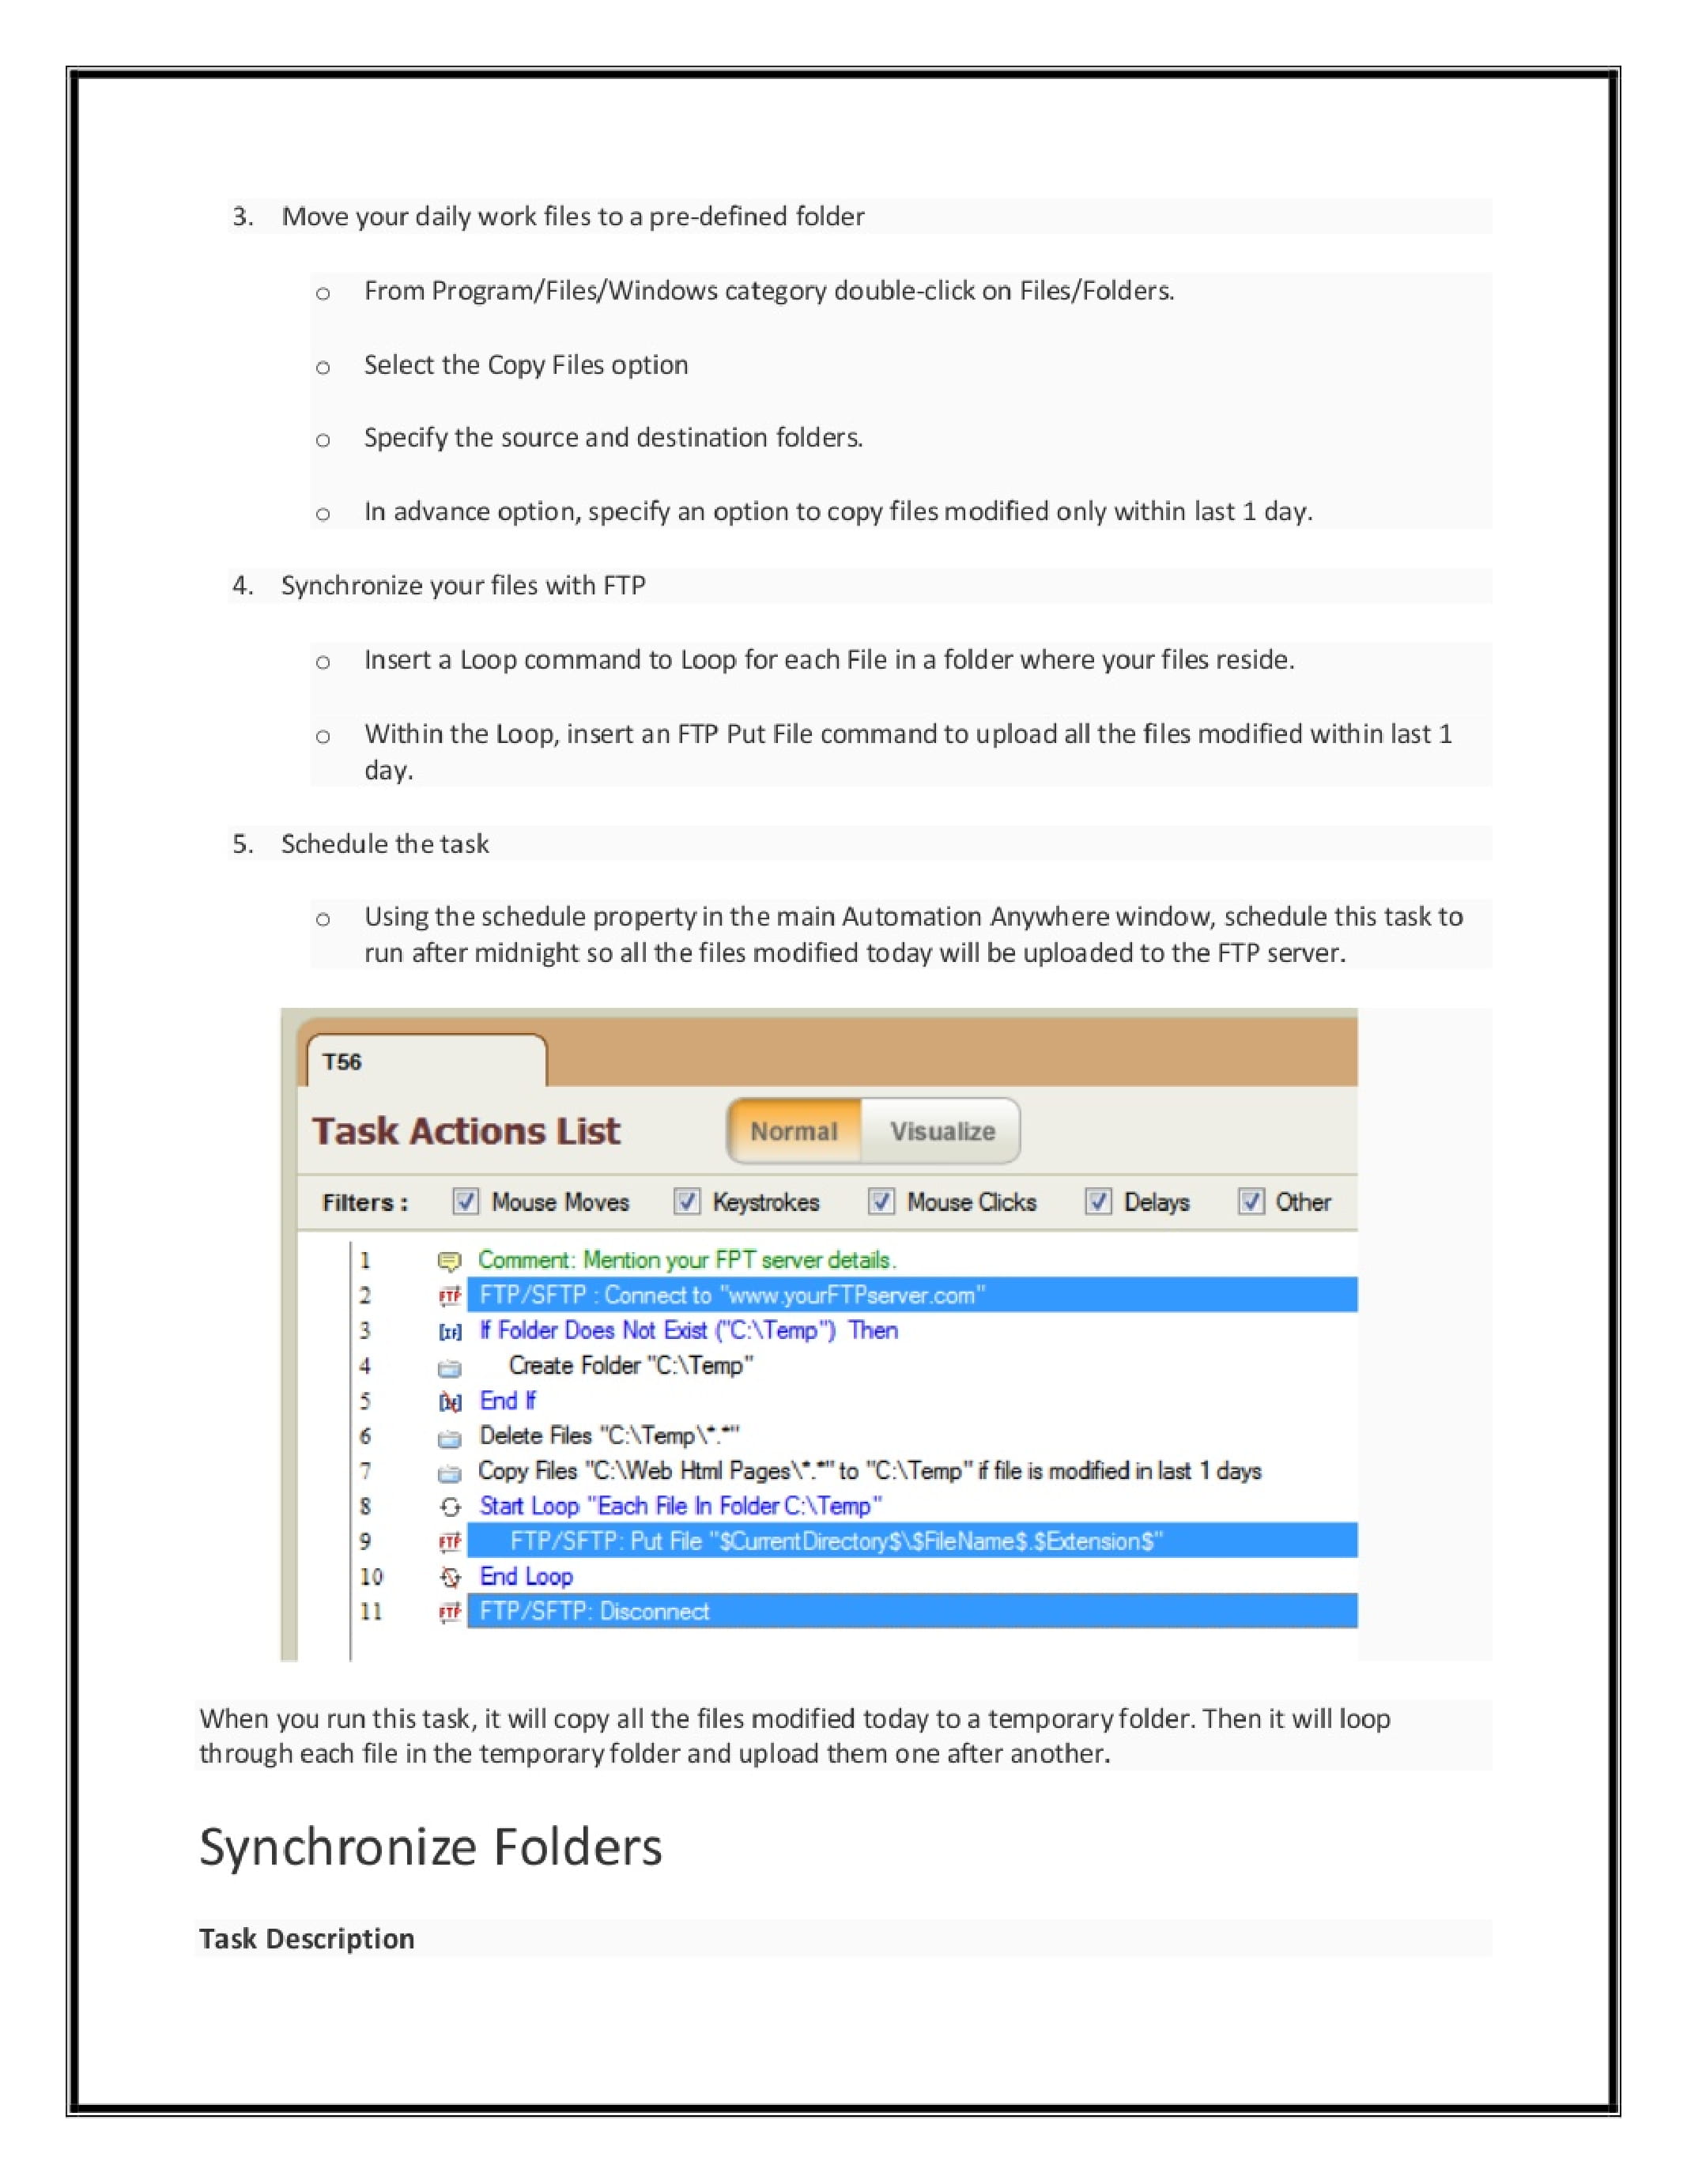 3. Move your daily work files to a pre-defined folder
o From Program/Files/Windows category double-click on Files/Folders.
o Select the Copy Files option
o Specify the source and destination folders.
o In advance option, specify an option to copy files modified only within last 1 day.
4. Synchronize your files with FTP
o Insert a Loop command to Loop for each File in a folder where your files reside.
o Within the Loop, insert an FTP Put File command to upload all the files modified within last 1
day.
5. Schedule the task
o Using the schedule property in the main Automation Anywhere window, schedule this task to
run after midnight so all the files modified today will be uploaded to the FTP server.
T56
Task Actions List Normal Visualize
Filters : Mouse Moves Keystrokes Mouse Clicks Delays Other
1 Comment: Mention your FPT server details.
2 FTP FTP/SFTP : Connect to "www.yourFTPserver.com"
3 [IF] If Folder Does Not Exist ("C:\Temp") Then
4 Create Folder "C:\Temp"
5 End If
6 Delete Files "C:\Temp\*.*"
7 Copy Files "C:\Web Html Pages\*.*" to "C:\Temp" if file is modified in last 1 days
8 Start Loop "Each File In Folder C:\Temp"
9 FTP FTP/SFTP: Put File "$CurrentDirectory$\$FileName$.$Extension$"
10 End Loop
11 FTP FTP/SFTP: Disconnect
When you run this task, it will copy all the files modified today to a temporary folder. Then it will loop
through each file in the temporary folder and upload them one after another.
Synchronize Folders
Task Description